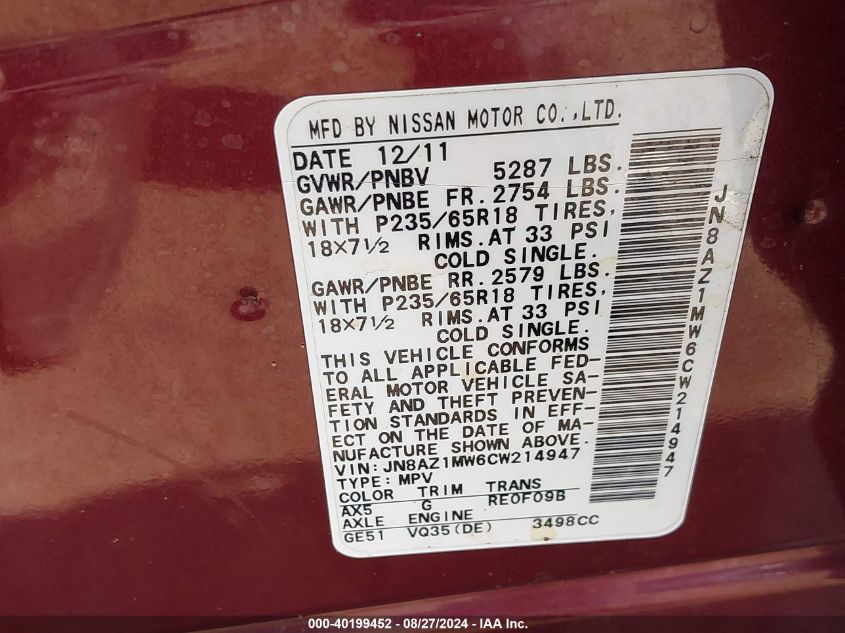 MFD BY NISSAN MOTOR CO.,LTD.
DATE 12/11
GVWR/PNBV 5287 LBS.
GAWR/PNBE FR. 2754 LBS.
WITH P235/65R18 TIRES,
18X7½ RIMS. AT 33 PSI
COLD SINGLE.
GAWR/PNBE RR. 2579 LBS.
WITH P235/65R18 TIRES,
18X7½ RIMS. AT 33 PSI
COLD SINGLE.
THIS VEHICLE CONFORMS
TO ALL APPLICABLE FED-
ERAL MOTOR VEHICLE SA-
FETY AND THEFT PREVEN-
TION STANDARDS IN EFF-
ECT ON THE DATE OF MA-
NUFACTURE SHOWN ABOVE.
VIN: JN8AZ1MW6CW214947
TYPE: MPV
COLOR TRIM TRANS
AX5 G RE0F09B
AXLE ENGINE
GE51 VQ35(DE) 3498CC
JN8AZ1MW6CW214947
000-40199452 - 08/27/2024 - IAA Inc.